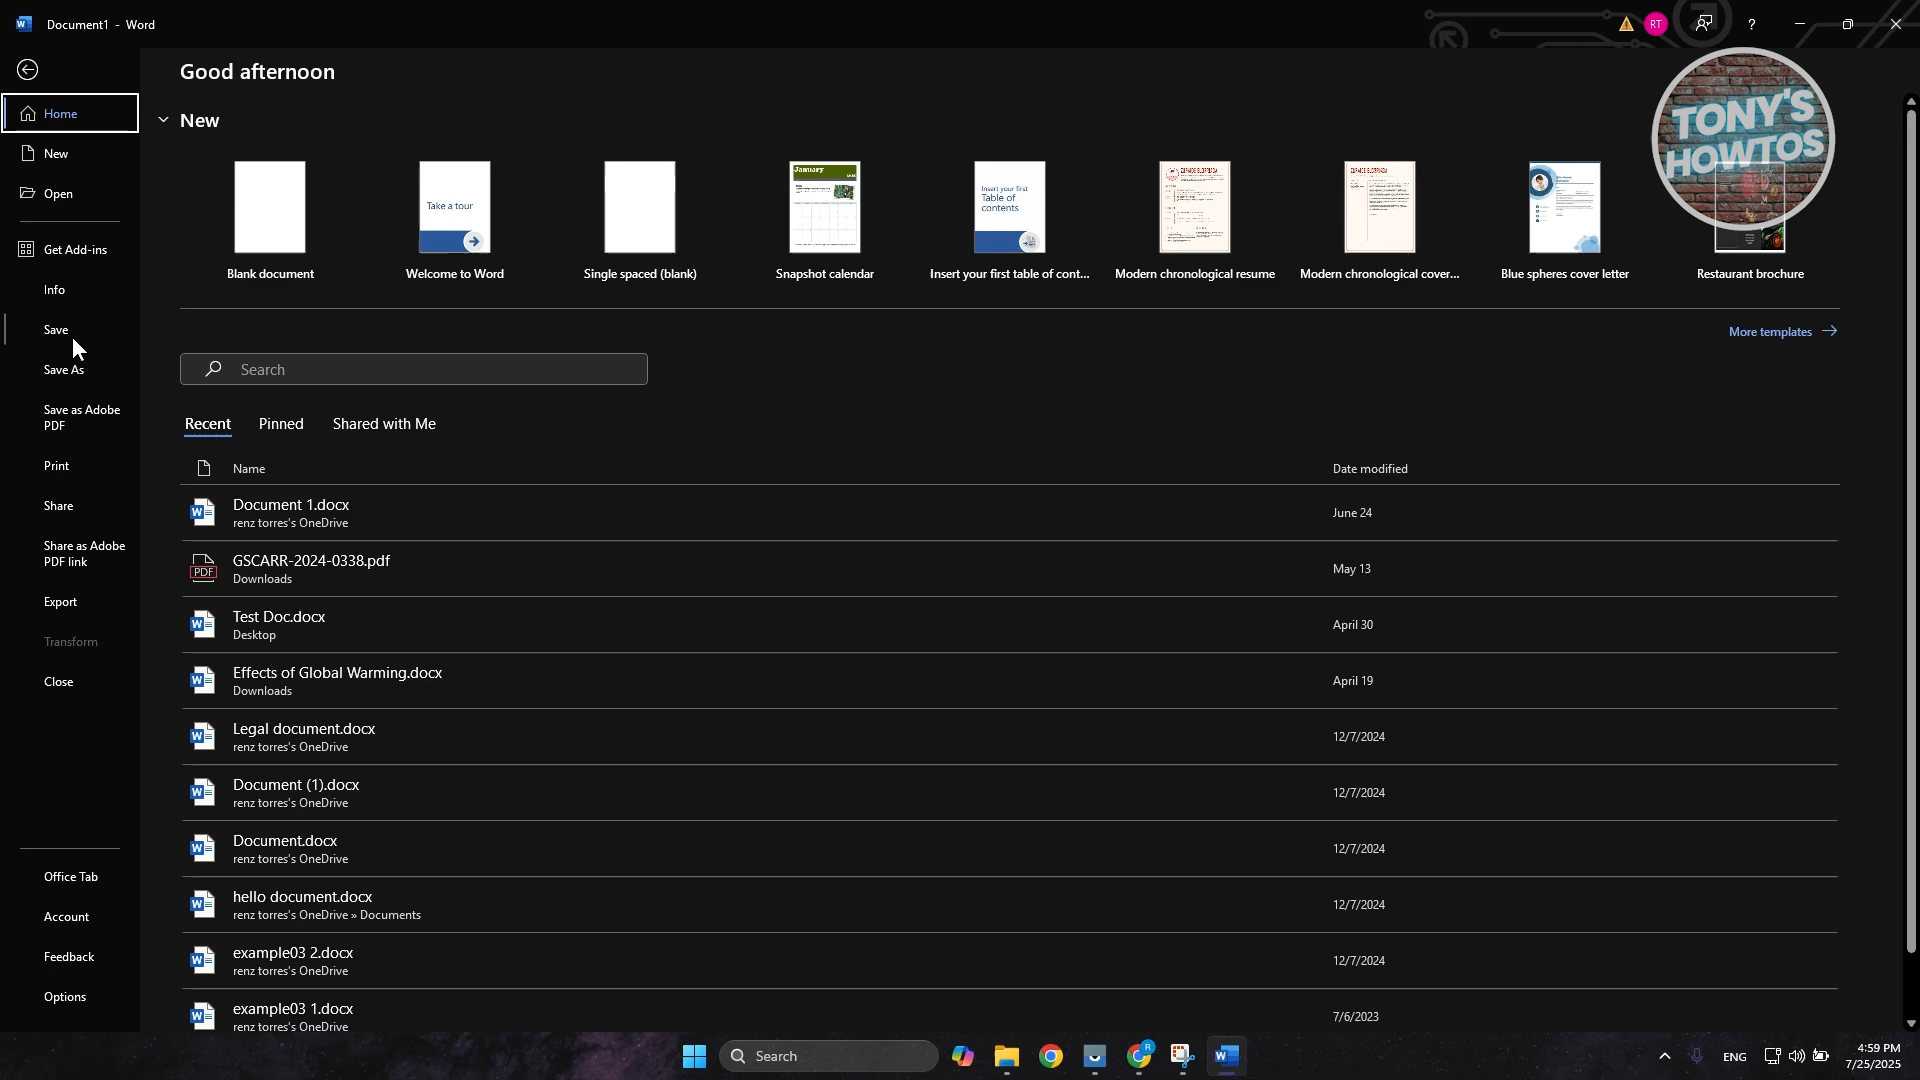 Document1 - Word
RT
?
Good afternoon
Home
New
New
Open
January
Take a tour
Insert your first
Table of
contents
TONY'S
HOWTOS
Blank document
Welcome to Word
Single spaced (blank)
Snapshot calendar
Insert your first table of cont...
Modern chronological resume
Modern chronological cover...
Blue spheres cover letter
Restaurant brochure
Get Add-ins
Info
Save
More templates
Search
Save As
Save as Adobe
PDF
Recent
Pinned
Shared with Me
Print
Name
Date modified
Share
Document 1.docx
renz torres's OneDrive
June 24
Share as Adobe
PDF link
PDF
GSCARR-2024-0338.pdf
Downloads
May 13
Export
Test Doc.docx
Desktop
April 30
Transform
Effects of Global Warming.docx
Downloads
April 19
Close
Legal document.docx
renz torres's OneDrive
12/7/2024
Document (1).docx
renz torres's OneDrive
12/7/2024
Document.docx
renz torres's OneDrive
12/7/2024
Office Tab
hello document.docx
renz torres's OneDrive » Documents
12/7/2024
Account
Feedback
example03 2.docx
renz torres's OneDrive
12/7/2024
Options
example03 1.docx
renz torres's OneDrive
7/6/2023
Search
ENG
4:59 PM
7/25/2025